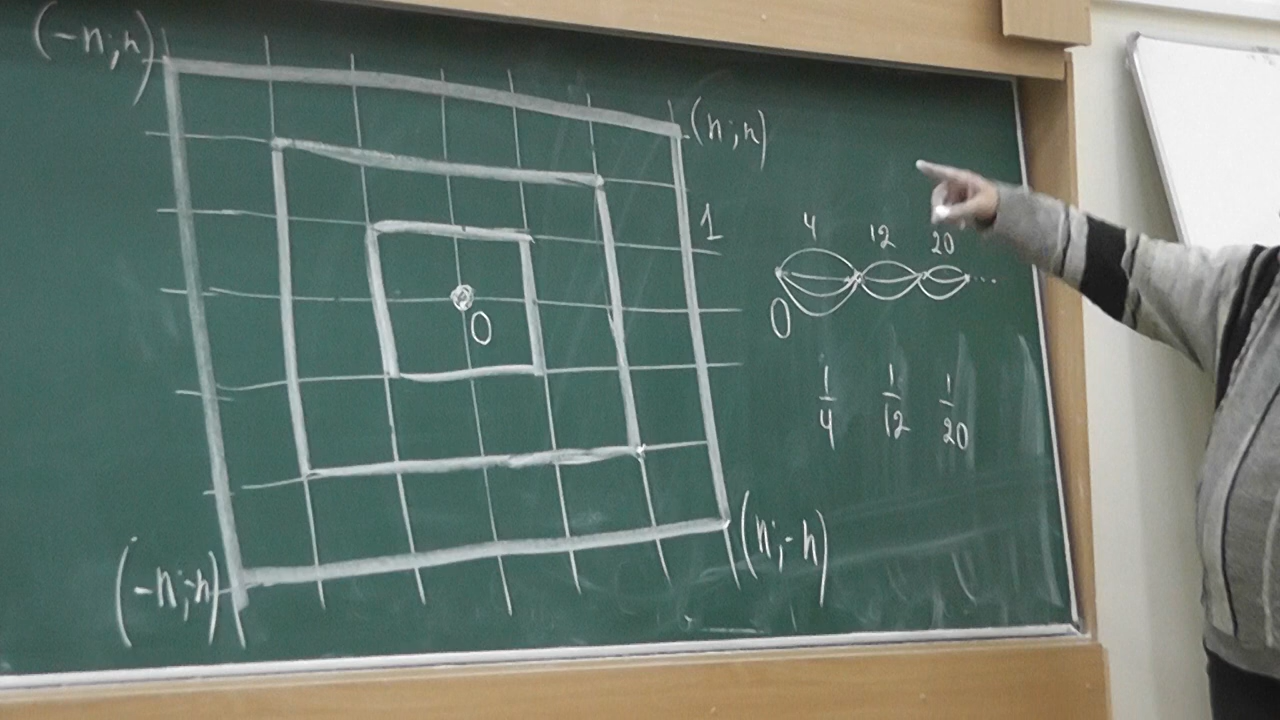 (-n;n)
(n;n)
1
4 12 20
...
0
0
1/4 1/12 1/20
(-n;-n)
(n;-n)